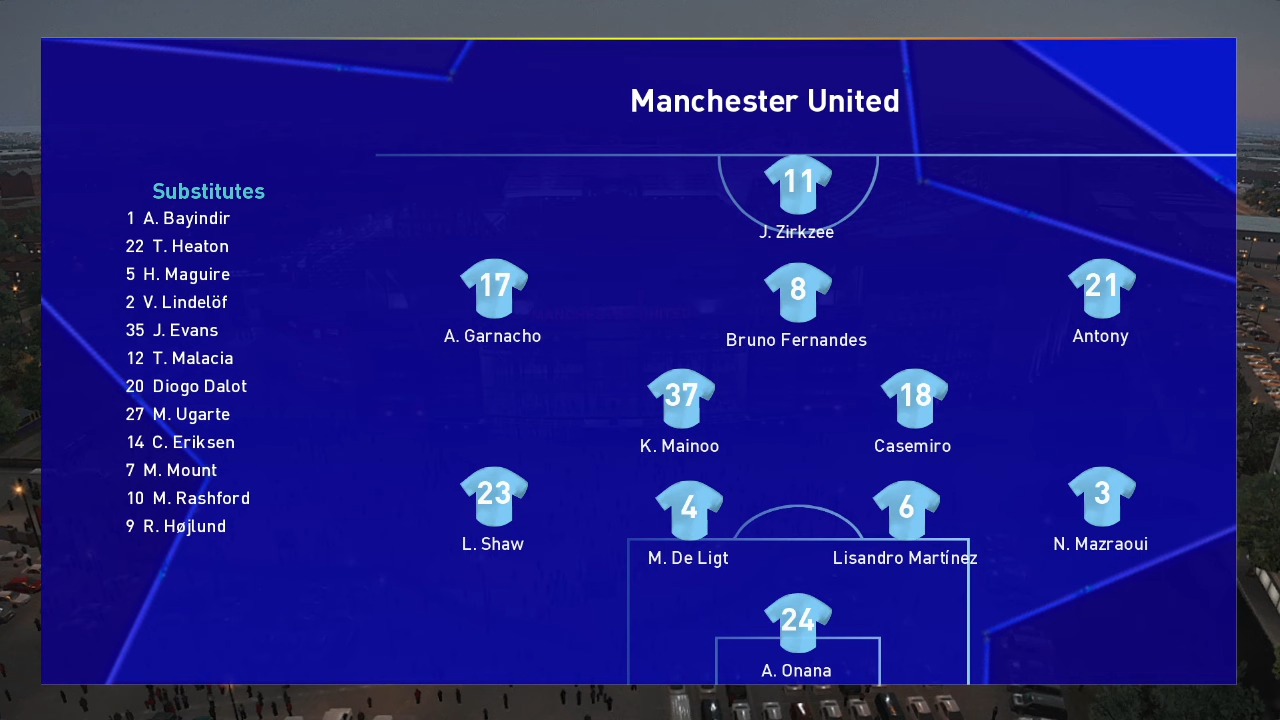 Manchester United
Substitutes
1 A. Bayindir
22 T. Heaton
5 H. Maguire
2 V. Lindelöf
35 J. Evans
12 T. Malacia
20 Diogo Dalot
27 M. Ugarte
14 C. Eriksen
7 M. Mount
10 M. Rashford
9 R. Højlund
11
J. Zirkzee
17 8 21
A. Garnacho Bruno Fernandes Antony
37 18
K. Mainoo Casemiro
23 4 6 3
L. Shaw M. De Ligt Lisandro Martínez N. Mazraoui
24
A. Onana